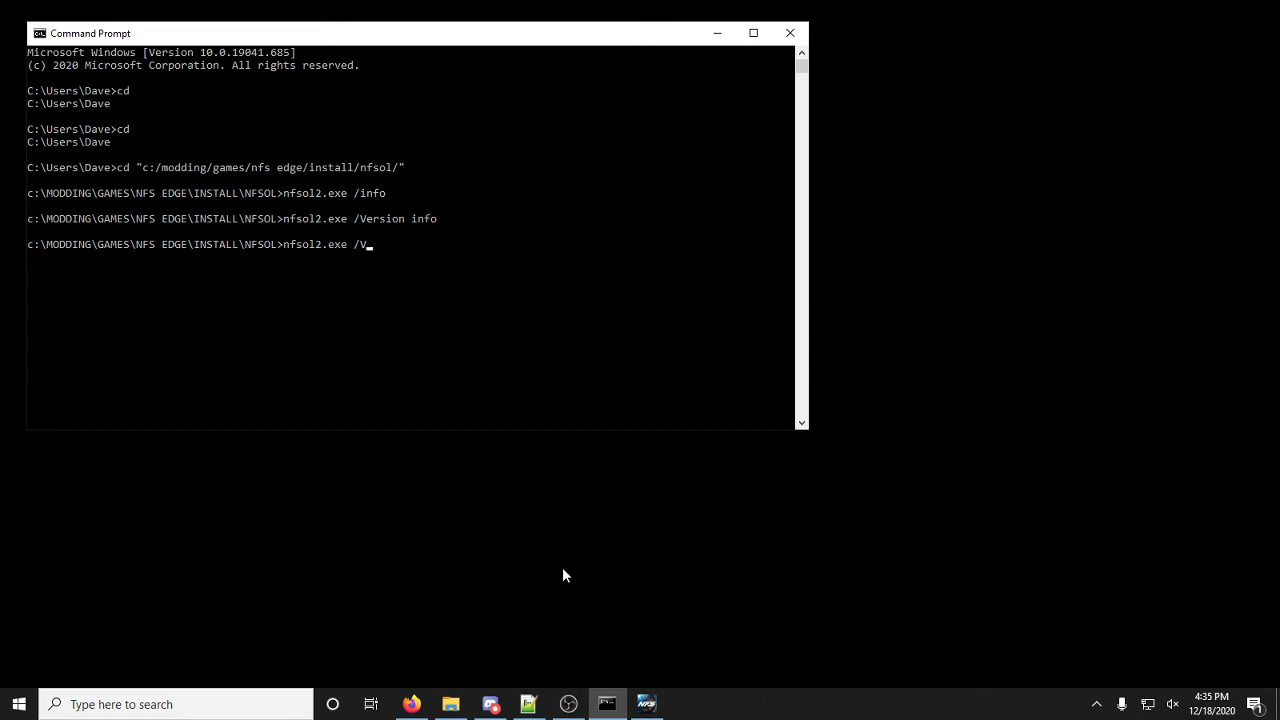 Command Prompt
Microsoft Windows [Version 10.0.19041.685]
(c) 2020 Microsoft Corporation. All rights reserved.
C:\Users\Dave>cd
C:\Users\Dave
C:\Users\Dave>cd
C:\Users\Dave
C:\Users\Dave>cd "c:/modding/games/nfs edge/install/nfsol/"
c:\MODDING\GAMES\NFS EDGE\INSTALL\NFSOL>nfsol2.exe /info
c:\MODDING\GAMES\NFS EDGE\INSTALL\NFSOL>nfsol2.exe /Version info
c:\MODDING\GAMES\NFS EDGE\INSTALL\NFSOL>nfsol2.exe /V_
Type here to search
NFS
4:35 PM
12/18/2020
1